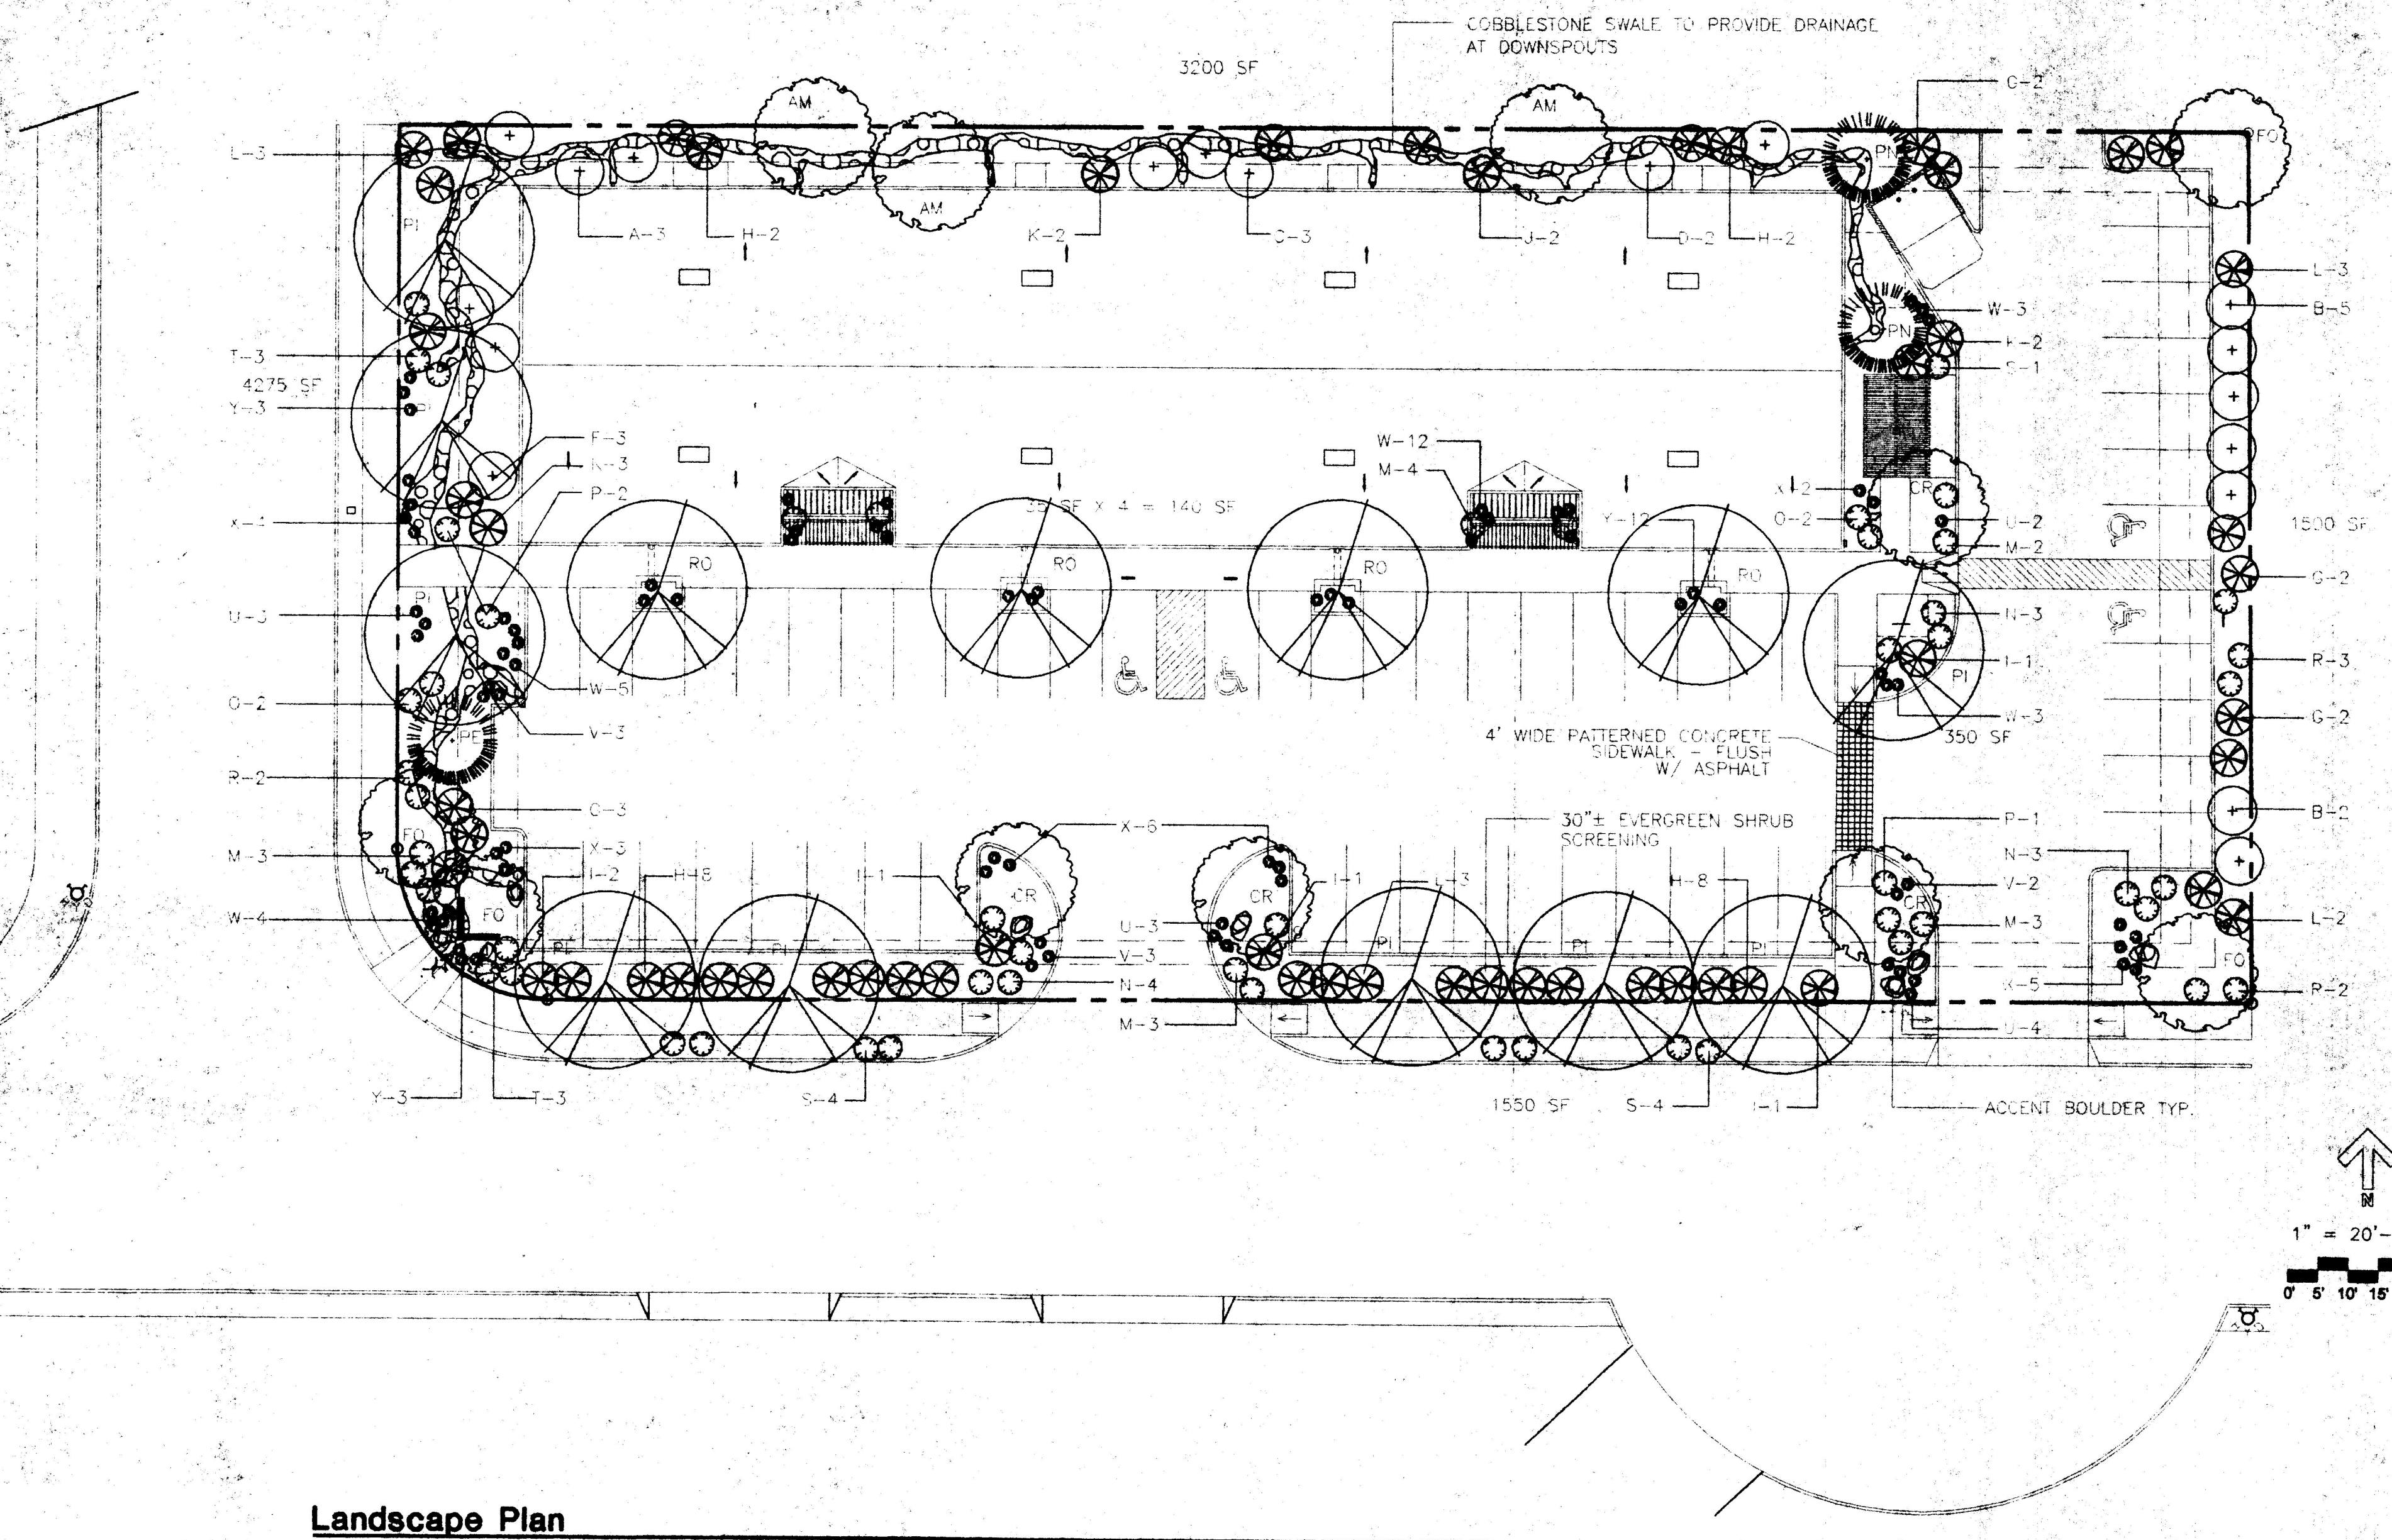 COBBLESTONE SWALE TO PROVIDE DRAINAGE
AT DOWNSPOUTS
3200 SF
AM
AM
AM
PN
FO
L-3
A-3
H-2
K-2
J-2
D-2
H-2
PI
L-3
B-5
W-3
PN
K-2
S-1
T-3
4275 SF
Y-3
F-3
K-3
P-2
X-4
W-12
M-4
35 SF X 4 = 140 SF
Y-12
X-2
O-2
CR
U-2
M-2
1500 SF
RO
RO
RO
RO
G-2
PI
U-3
N-3
I-1
PI
R-3
W-5
V-3
PE
W-3
350 SF
G-2
4' WIDE PATTERNED CONCRETE
SIDEWALK - FLUSH
W/ ASPHALT
R-2
X-6
30"± EVERGREEN SHRUB
SCREENING
P-1
B-2
FO
M-3
X-3
I-2
H-8
I-1
CR
CR
I-1
H-8
N-3
V-2
CR
W-4
FO
U-3
M-3
L-2
PI
PI
V-3
PI
PI
PI
FO
N-4
R-2
M-3
U-4
Y-3
T-3
S-4
1550 SF
S-4
I-1
ACCENT BOULDER TYP.
N
1" = 20'-
0' 5' 10' 15'
Landscape Plan